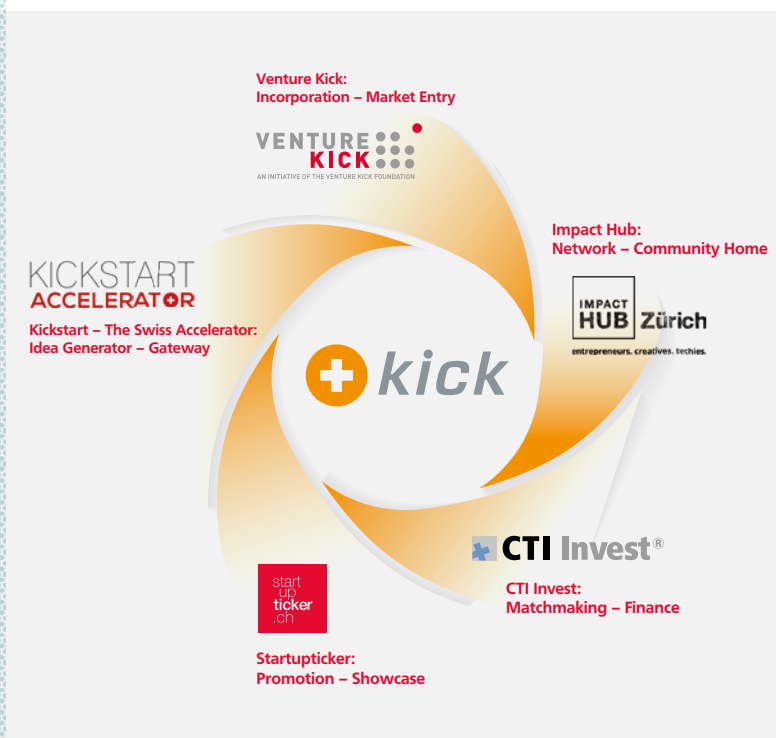 Venture Kick:
Incorporation – Market Entry
VENTURE
KICK
AN INITIATIVE OF THE VENTURE KICK FOUNDATION
Impact Hub:
Network – Community Home
IMPACT
HUB Zürich
entrepreneurs. creatives. techies.
KICKSTART
ACCELERATOR
Kickstart – The Swiss Accelerator:
Idea Generator – Gateway
kick
CTI Invest®
CTI Invest:
Matchmaking – Finance
start
up
ticker
.ch
Startupticker:
Promotion – Showcase